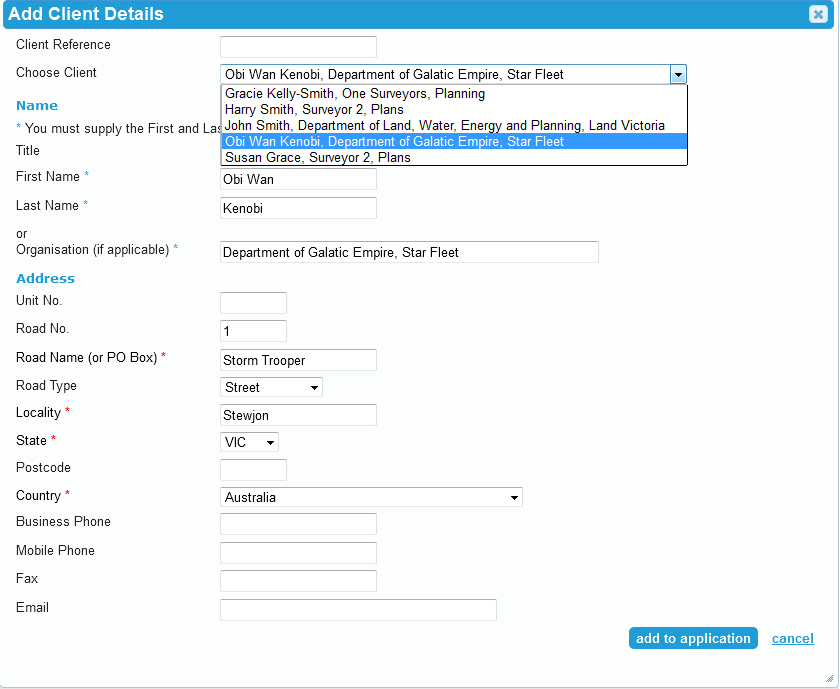 Add Client Details
Client Reference
Choose Client
Obi Wan Kenobi, Department of Galatic Empire, Star Fleet
Gracie Kelly-Smith, One Surveyors, Planning
Harry Smith, Surveyor 2, Plans
John Smith, Department of Land, Water, Energy and Planning, Land Victoria
Obi Wan Kenobi, Department of Galatic Empire, Star Fleet
Susan Grace, Surveyor 2, Plans
Name
* You must supply the First and
Title
First Name * Obi Wan
Last Name * Kenobi
or
Organisation (if applicable) * Department of Galatic Empire, Star Fleet
Address
Unit No.
Road No. 1
Road Name (or PO Box) * Storm Trooper
Road Type Street
Locality * Stewjon
State * VIC
Postcode
Country * Australia
Business Phone
Mobile Phone
Fax
Email
add to application cancel